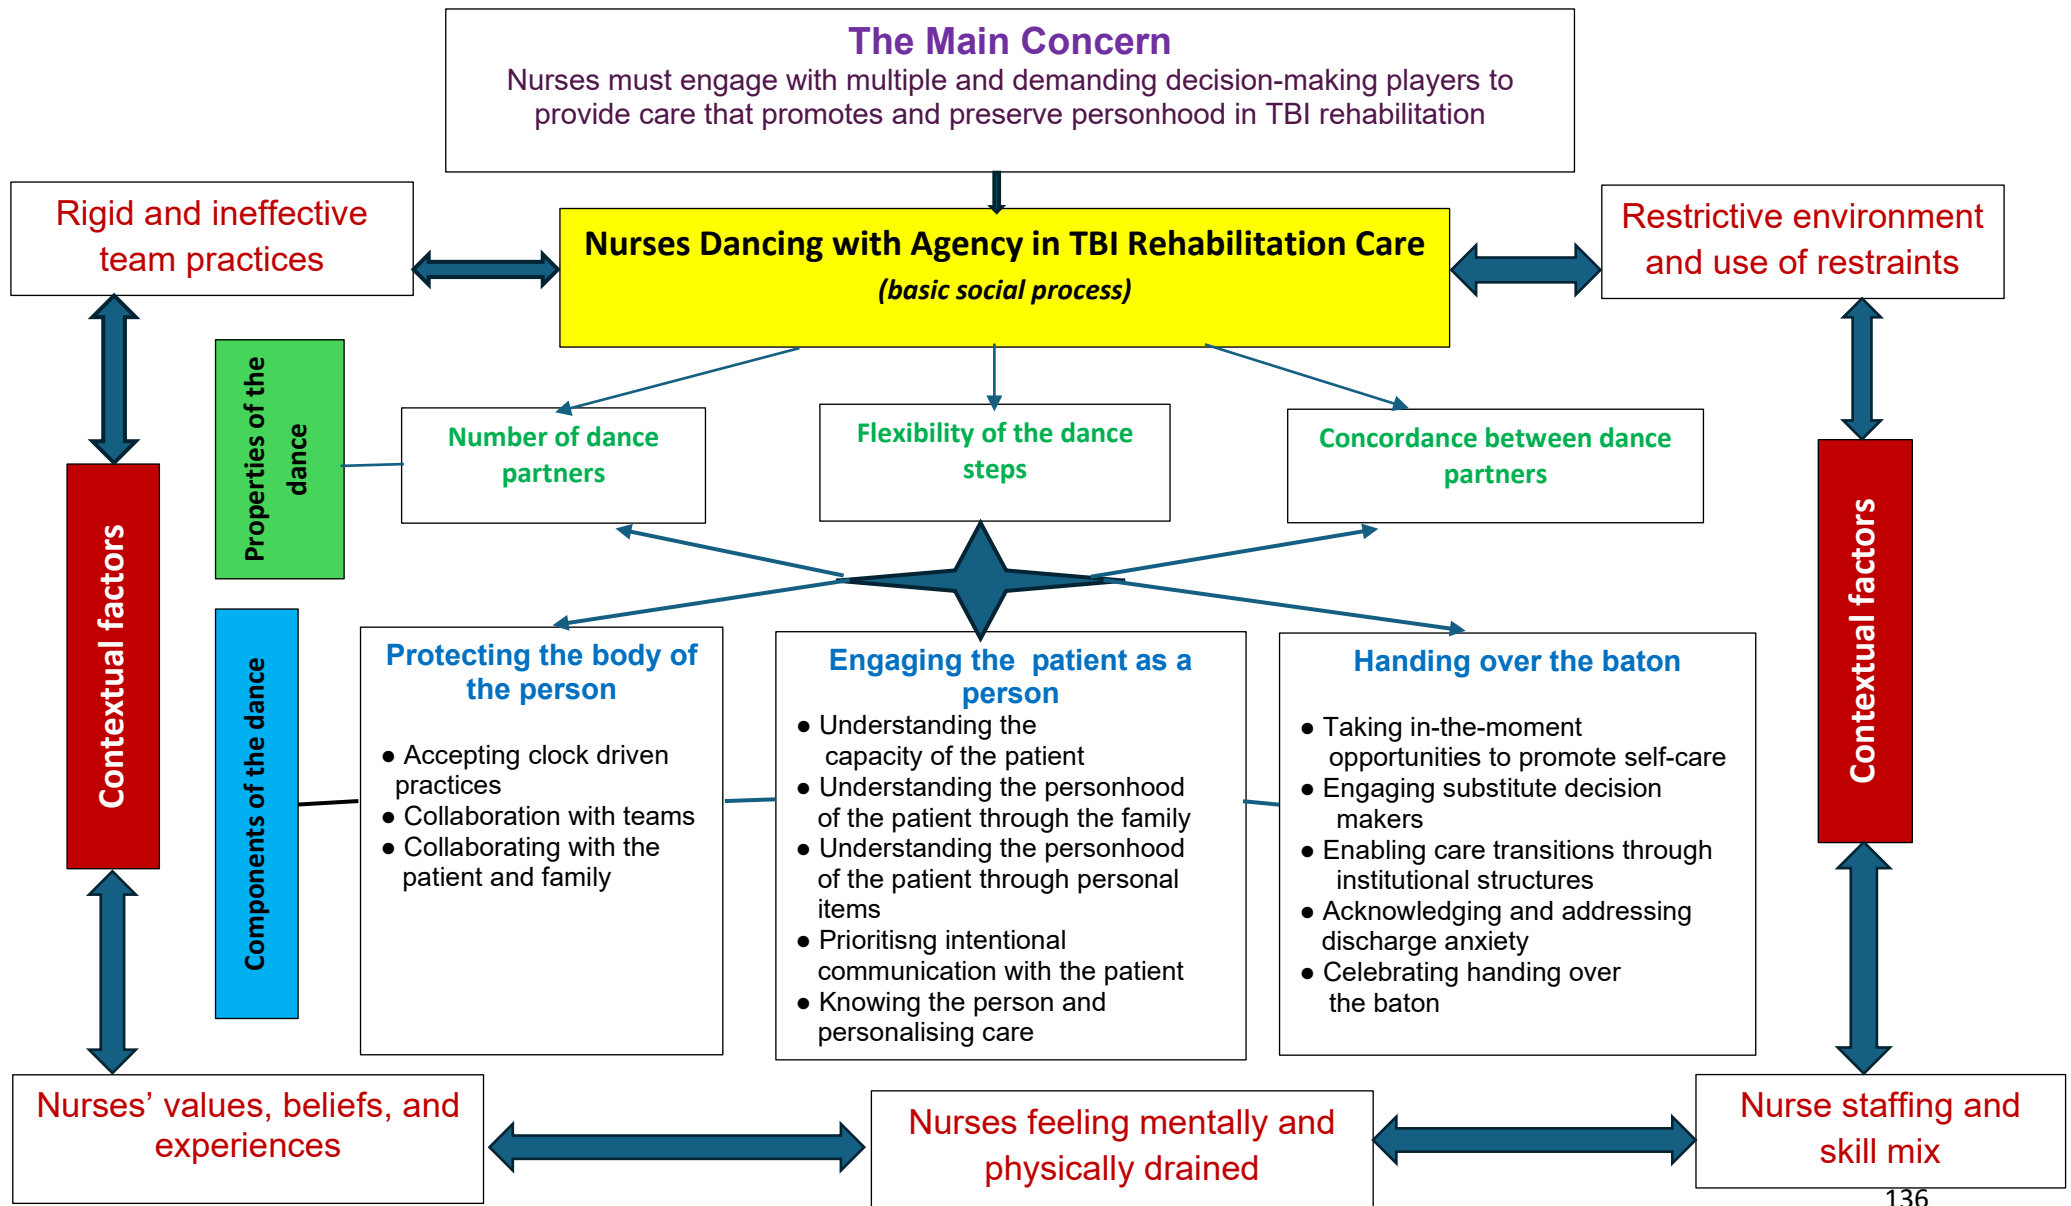 The Main Concern
Nurses must engage with multiple and demanding decision-making players to
provide care that promotes and preserve personhood in TBI rehabilitation
Rigid and ineffective
team practices
Nurses Dancing with Agency in TBI Rehabilitation Care
(basic social process)
Restrictive environment
and use of restraints
Properties of the
dance
Number of dance
partners
Flexibility of the dance
steps
Concordance between dance
partners
Contextual factors
Contextual factors
Components of the dance
Protecting the body of
the person
● Accepting clock driven
practices
● Collaboration with teams
● Collaborating with the
patient and family
Engaging the  patient as a
person
● Understanding the
capacity of the patient
● Understanding the personhood
of the patient through the family
● Understanding the personhood
of the patient through personal
items
● Prioritisng intentional
communication with the patient
● Knowing the person and
personalising care
Handing over the baton
● Taking in-the-moment
opportunities to promote self-care
● Engaging substitute decision
makers
● Enabling care transitions through
institutional structures
● Acknowledging and addressing
discharge anxiety
● Celebrating handing over
the baton
Nurses’ values, beliefs, and
experiences
Nurses feeling mentally and
physically drained
Nurse staffing and
skill mix
136